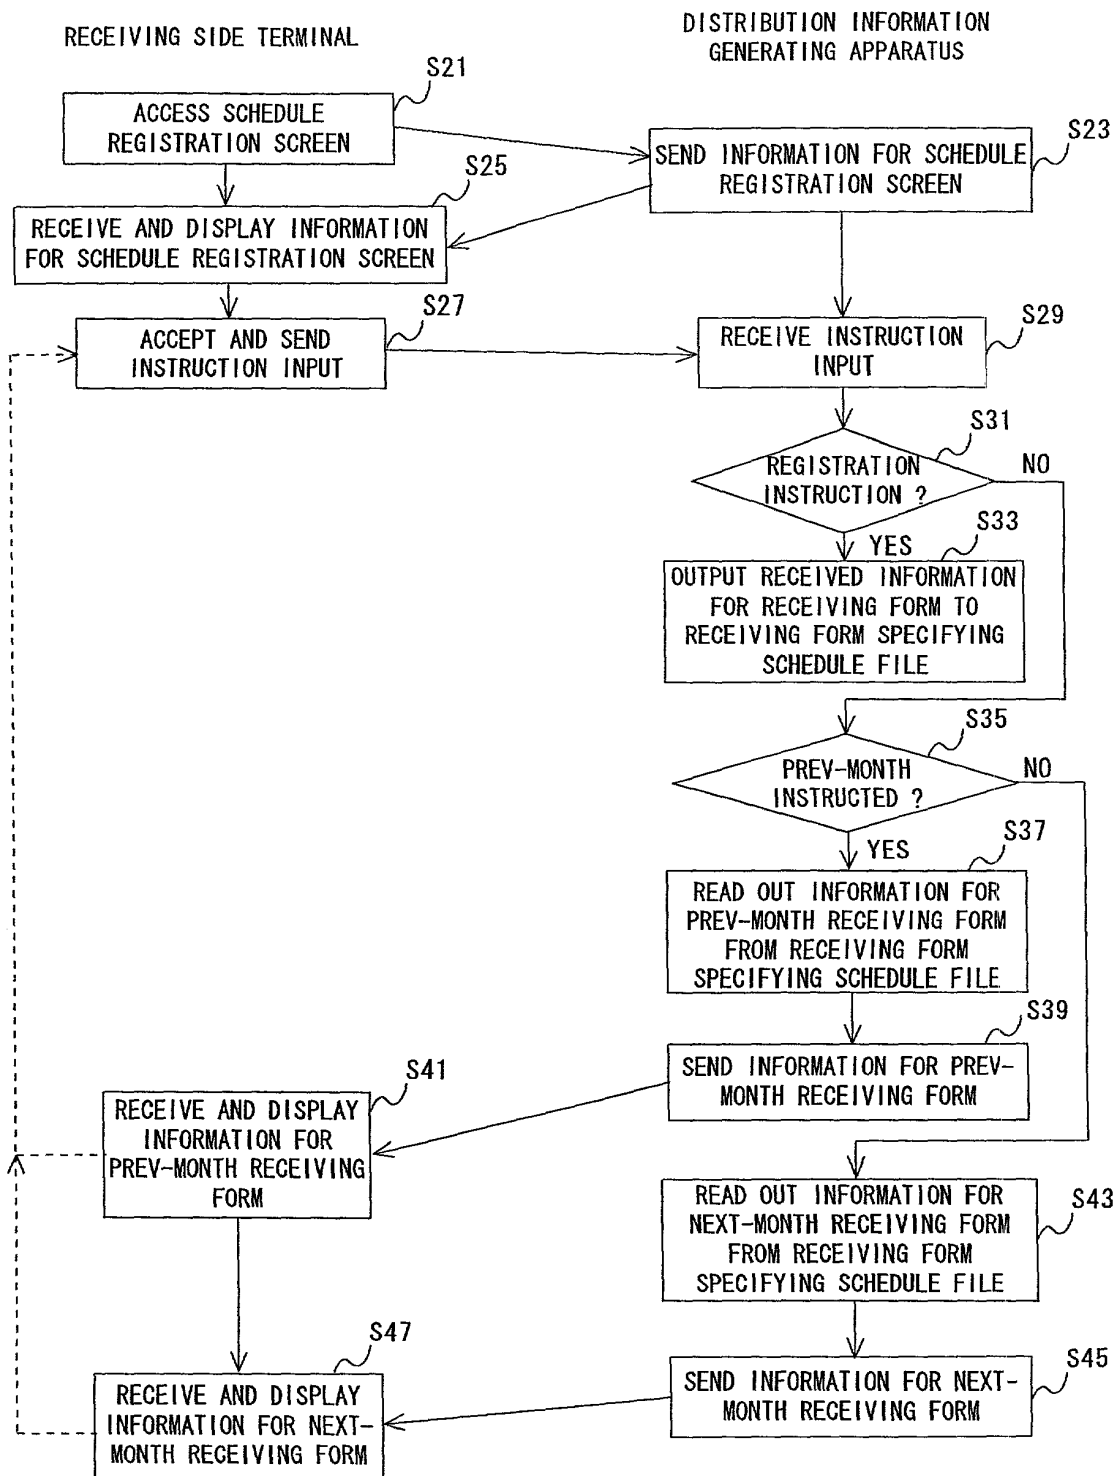 RECEIVING SIDE TERMINAL
DISTRIBUTION INFORMATION
GENERATING APPARATUS
S21
ACCESS SCHEDULE
REGISTRATION SCREEN
S23
SEND INFORMATION FOR SCHEDULE
REGISTRATION SCREEN
S25
RECEIVE AND DISPLAY INFORMATION
FOR SCHEDULE REGISTRATION SCREEN
S27
ACCEPT AND SEND
INSTRUCTION INPUT
S29
RECEIVE INSTRUCTION
INPUT
S31
REGISTRATION
INSTRUCTION ?
NO
YES
S33
OUTPUT RECEIVED INFORMATION
FOR RECEIVING FORM TO
RECEIVING FORM SPECIFYING
SCHEDULE FILE
S35
PREV-MONTH
INSTRUCTED ?
NO
YES
S37
READ OUT INFORMATION FOR
PREV-MONTH RECEIVING FORM
FROM RECEIVING FORM
SPECIFYING SCHEDULE FILE
S39
SEND INFORMATION FOR PREV-
MONTH RECEIVING FORM
S41
RECEIVE AND DISPLAY
INFORMATION FOR
PREV-MONTH RECEIVING
FORM
S43
READ OUT INFORMATION FOR
NEXT-MONTH RECEIVING FORM
FROM RECEIVING FORM
SPECIFYING SCHEDULE FILE
S45
SEND INFORMATION FOR NEXT-
MONTH RECEIVING FORM
S47
RECEIVE AND DISPLAY
INFORMATION FOR NEXT-
MONTH RECEIVING FORM